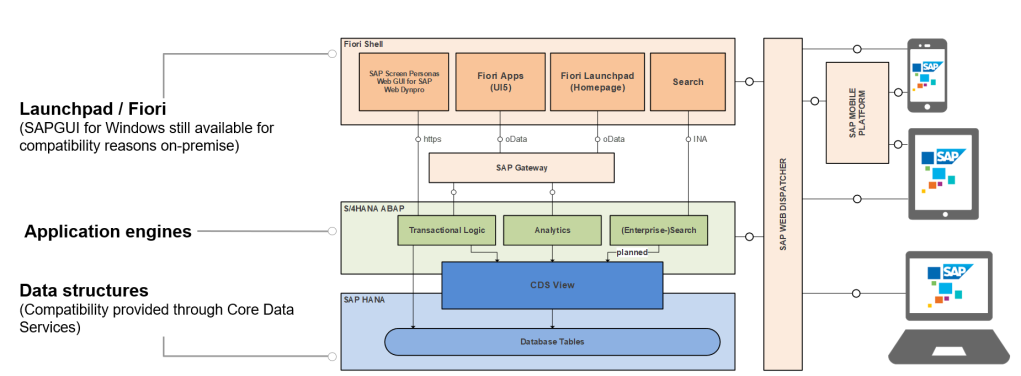 Fiori Shell
SAP Screen Personas
Web GUI for SAP
Web Dynpro
Fiori Apps
(UI5)
Fiori Launchpad
(Homepage)
Search
Launchpad / Fiori
(SAPGUI for Windows still available for
compatibility reasons on-premise)
https
oData
oData
INA
SAP Gateway
S/4HANA ABAP
Application engines
Transactional Logic
Analytics
(Enterprise-)Search
planned
CDS View
Data structures
(Compatibility provided through Core Data
Services)
SAP HANA
Database Tables
SAP WEB DISPATCHER
SAP MOBILE
PLATFORM
SAP
SAP
SAP